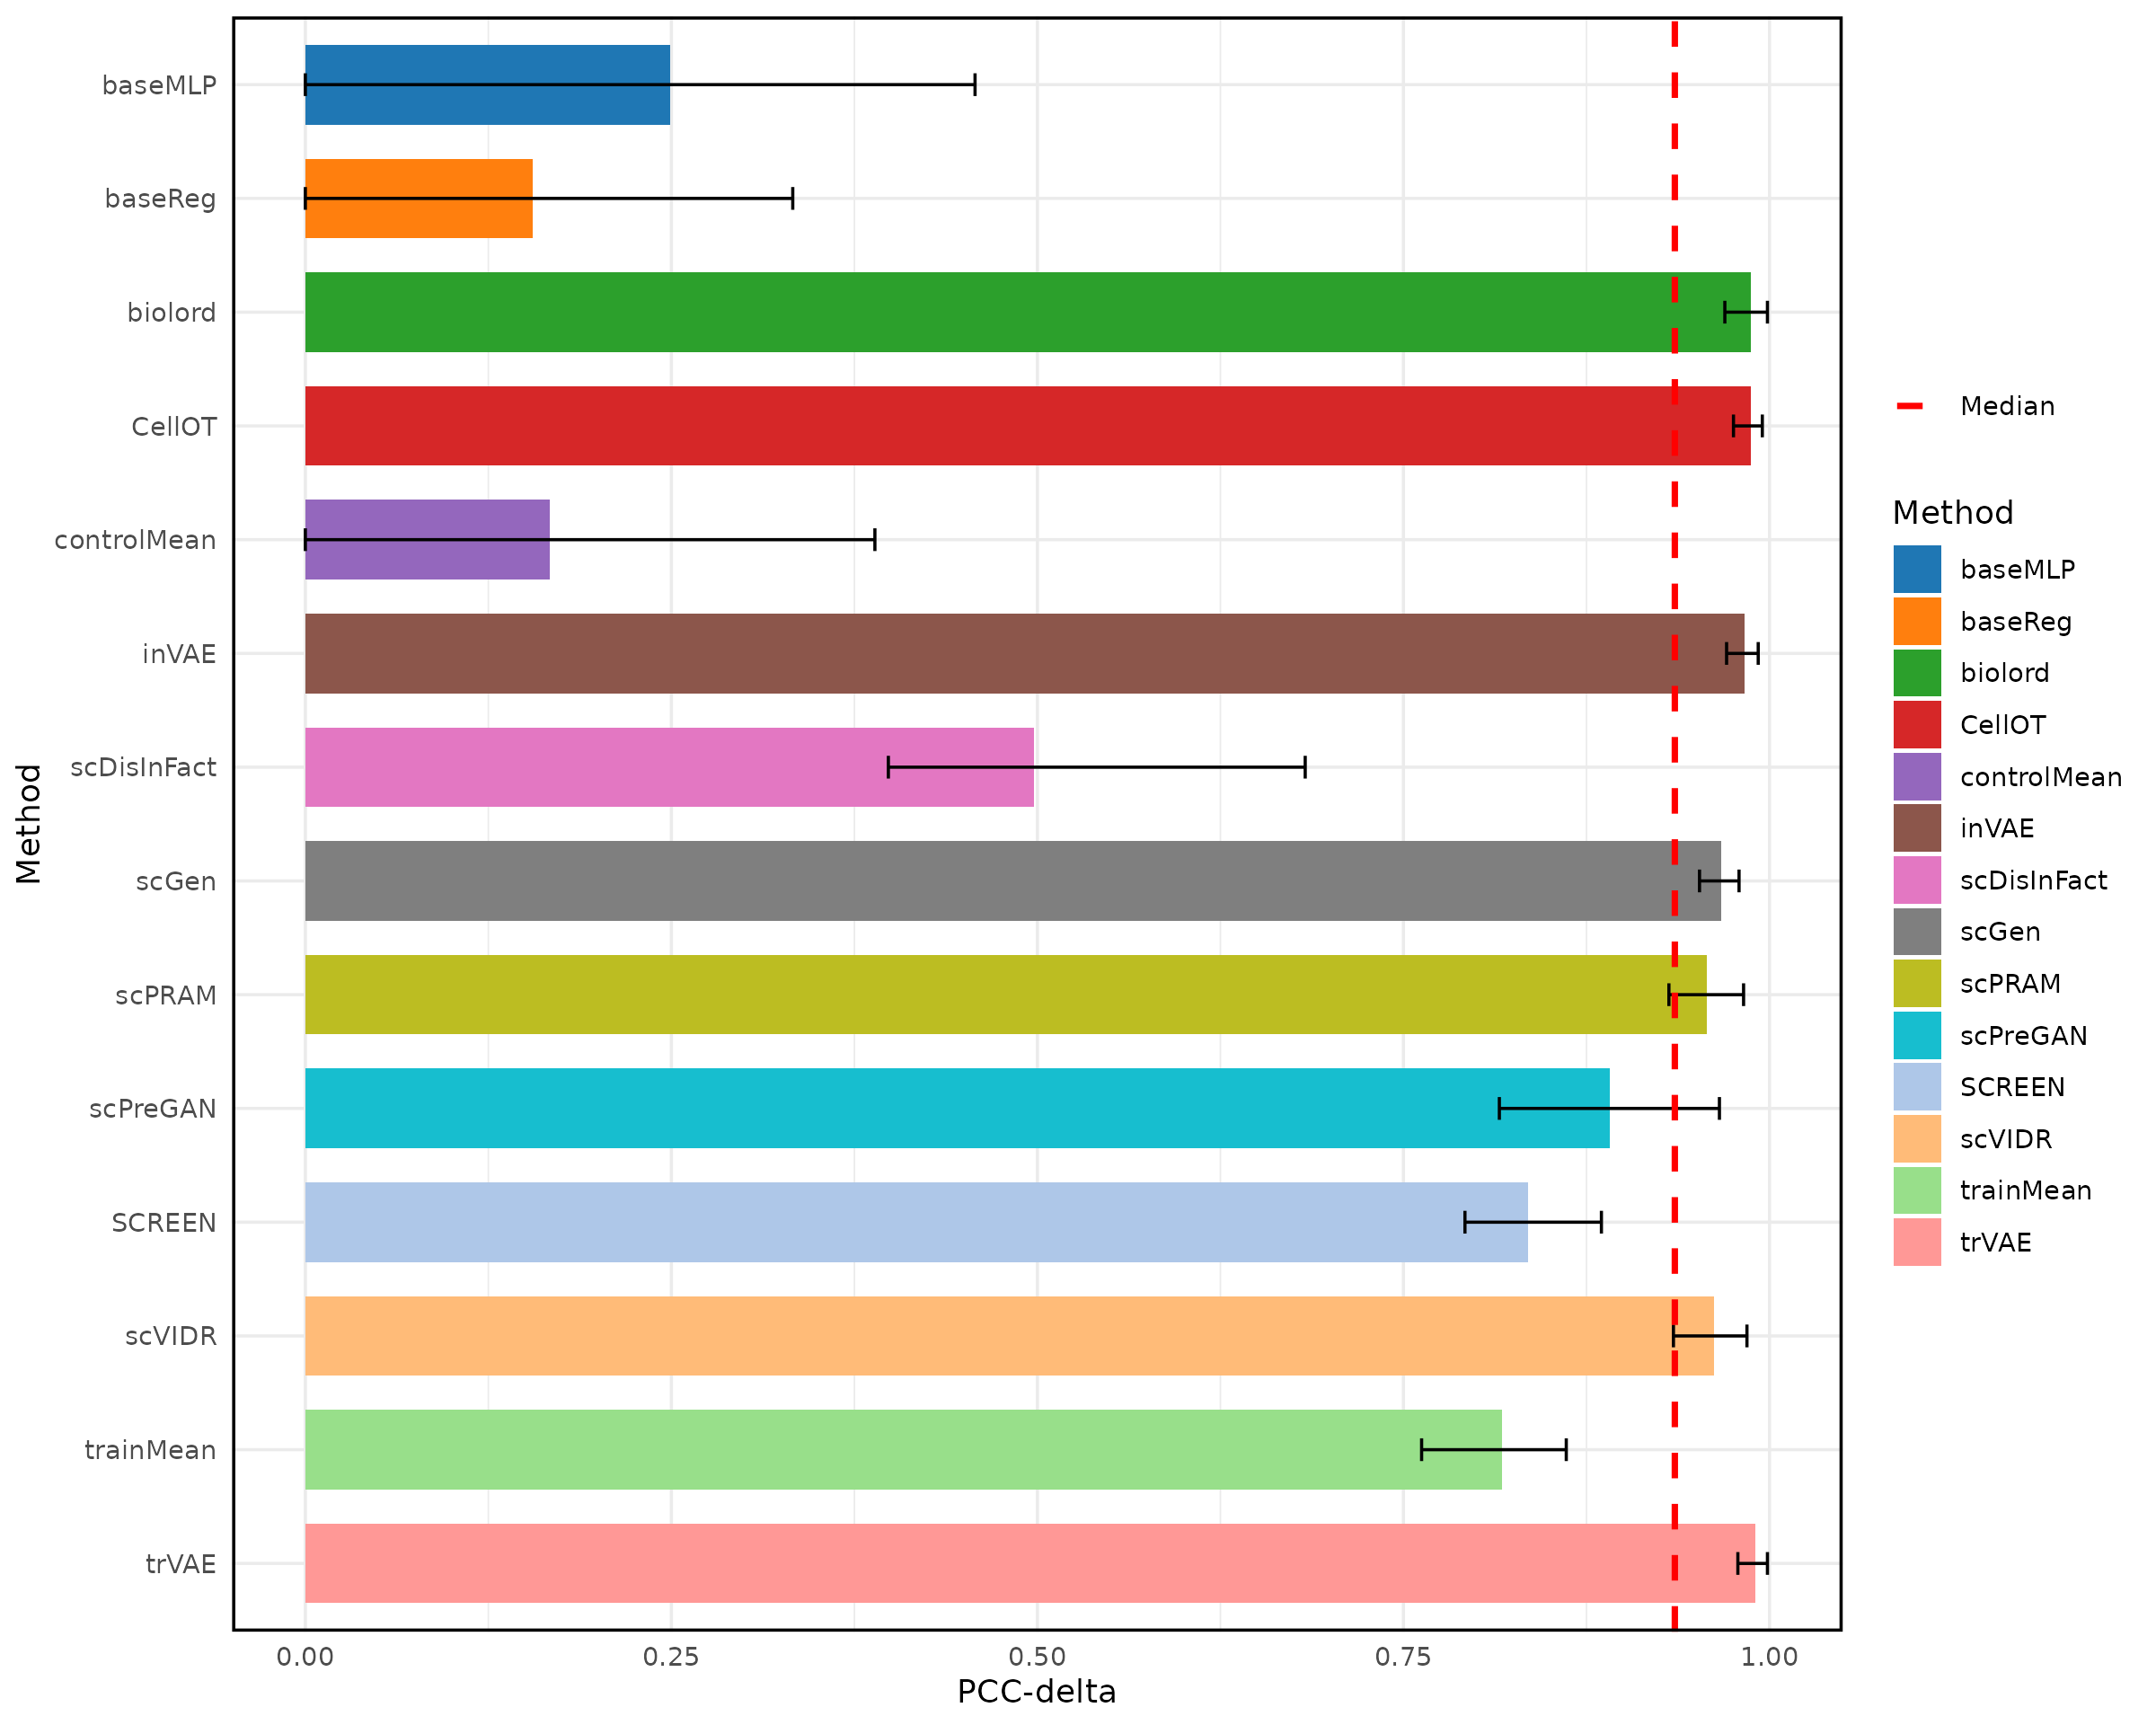 baseMLP
baseReg
biolord
CellOT
controlMean
inVAE
scDisInFact
scGen
scPRAM
scPreGAN
SCREEN
scVIDR
trainMean
trVAE
Method
0.00
0.25
0.50
0.75
1.00
PCC-delta
Median
Method
baseMLP
baseReg
biolord
CellOT
controlMean
inVAE
scDisInFact
scGen
scPRAM
scPreGAN
SCREEN
scVIDR
trainMean
trVAE